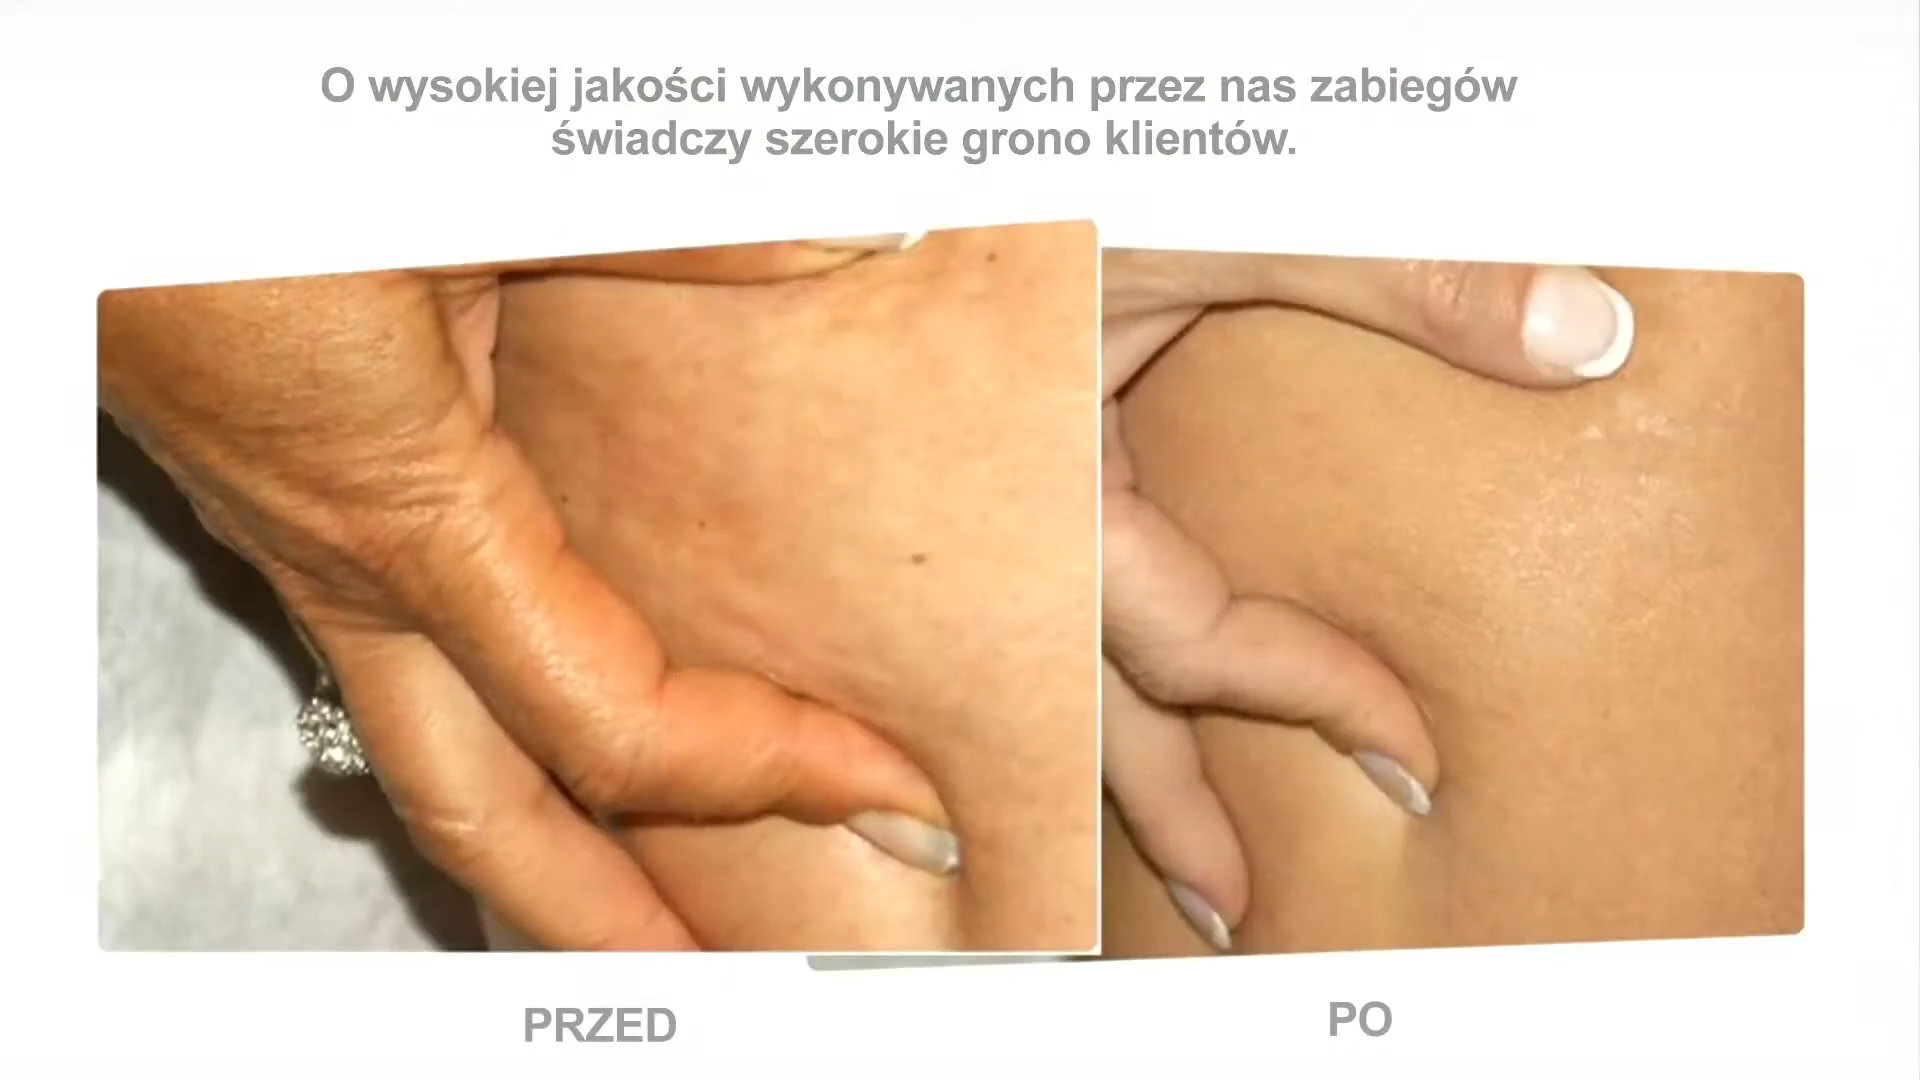 O wysokiej jakości wykonywanych przez nas zabiegów
świadczy szerokie grono klientów.
PRZED
PO